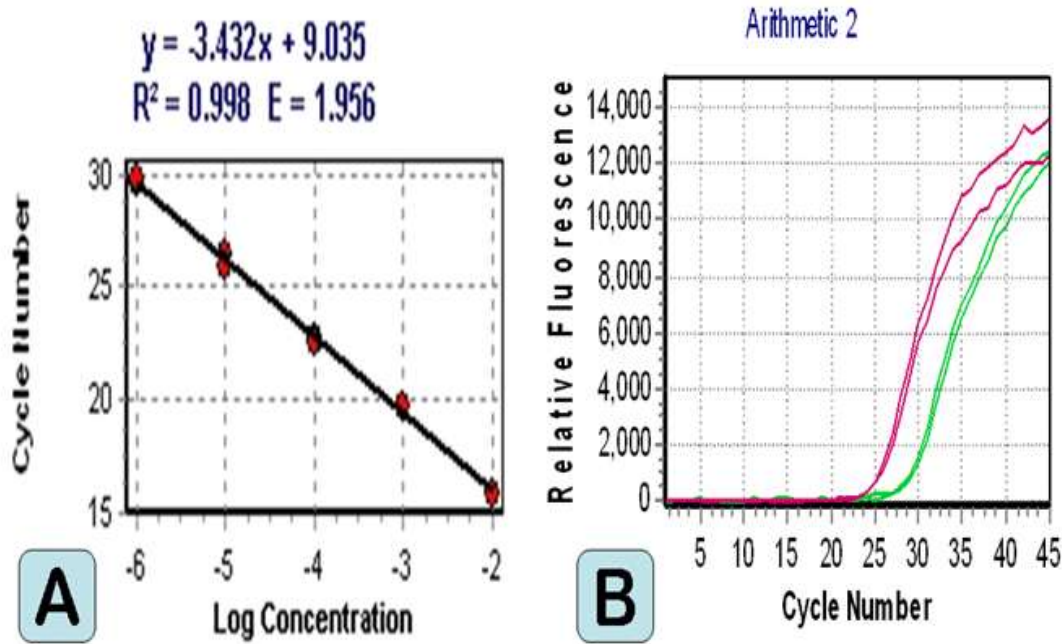 y = -3.432x + 9.035
R² = 0.998 E = 1.956
Cycle Number
30
25
20
15
-6 -5 -4 -3 -2
Log Concentration
A
Arithmetic 2
Relative Fluorescence
14,000
12,000
10,000
8,000
6,000
4,000
2,000
0
5 10 15 20 25 30 35 40 45
Cycle Number
B